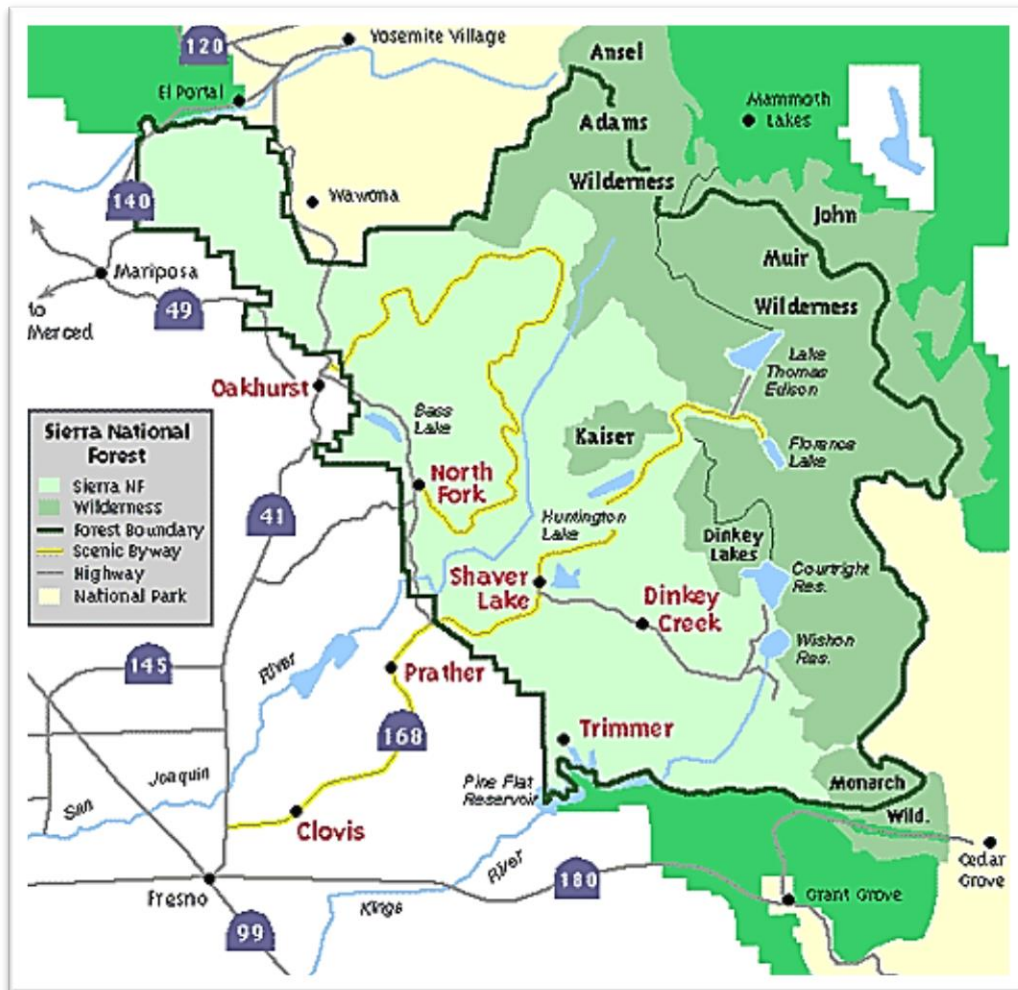 120
Yosemite Village
Ansel
El Portal
Mammoth
Lakes
Adams
Wilderness
140
Wawona
John
Mariposa
Muir
49
to
Merced
Wilderness
Lake
Thomas
Edison
Oakhurst
Bass
Lake
Kaiser
Florence
Lake
Sierra National
Forest
Sierra NF
Wilderness
Forest Boundary
Scenic Byway
Highway
National Park
North
Fork
41
Huntington
Lake
Dinkey
Lakes
Courtright
Res.
Shaver
Lake
Dinkey
Creek
Wishon
Res.
145
River
Prather
168
Trimmer
San
Joaquin
Pine Flat
Reservoir
Monarch
Wild.
Clovis
Cedar
Grove
Fresno
Kings
River
180
Grant Grove
99